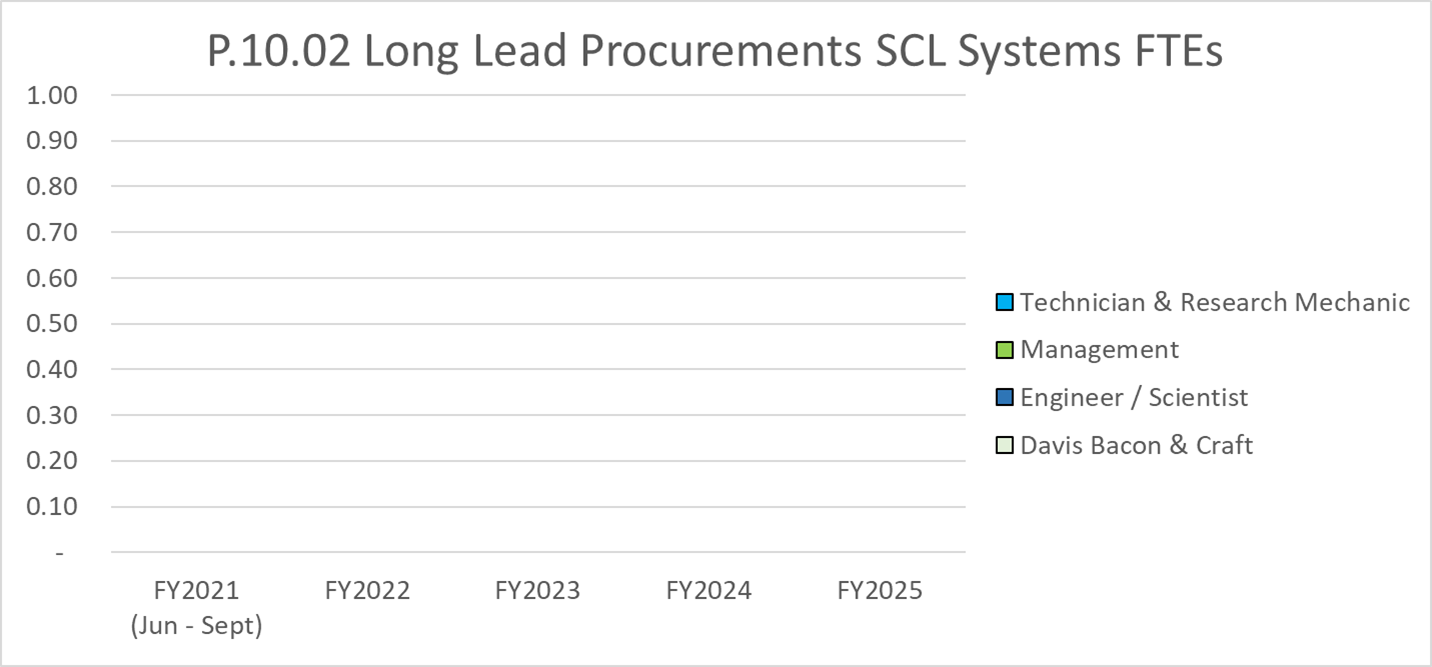 P.10.02 Long Lead Procurements SCL Systems FTEs
1.00
0.90
0.80
0.70
0.60
0.50
0.40
0.30
0.20
0.10
-
FY2021
(Jun - Sept)
FY2022
FY2023
FY2024
FY2025
Technician & Research Mechanic
Management
Engineer / Scientist
Davis Bacon & Craft